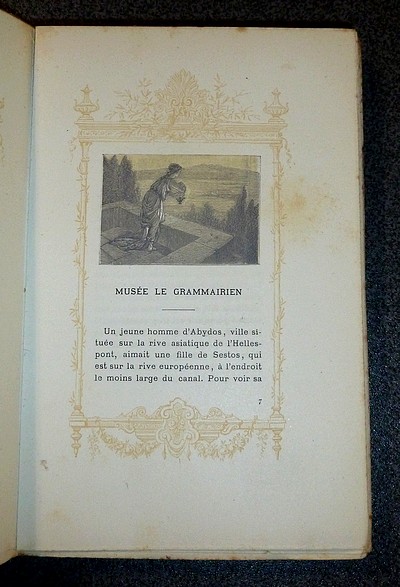 MUSÉE LE GRAMMAIRIEN
Un jeune homme d'Abydos, ville si-
tuée sur la rive asiatique de l'Helles-
pont, aimait une fille de Sestos, qui
est sur la rive européenne, à l'endroit
le moins large du canal. Pour voir sa
7